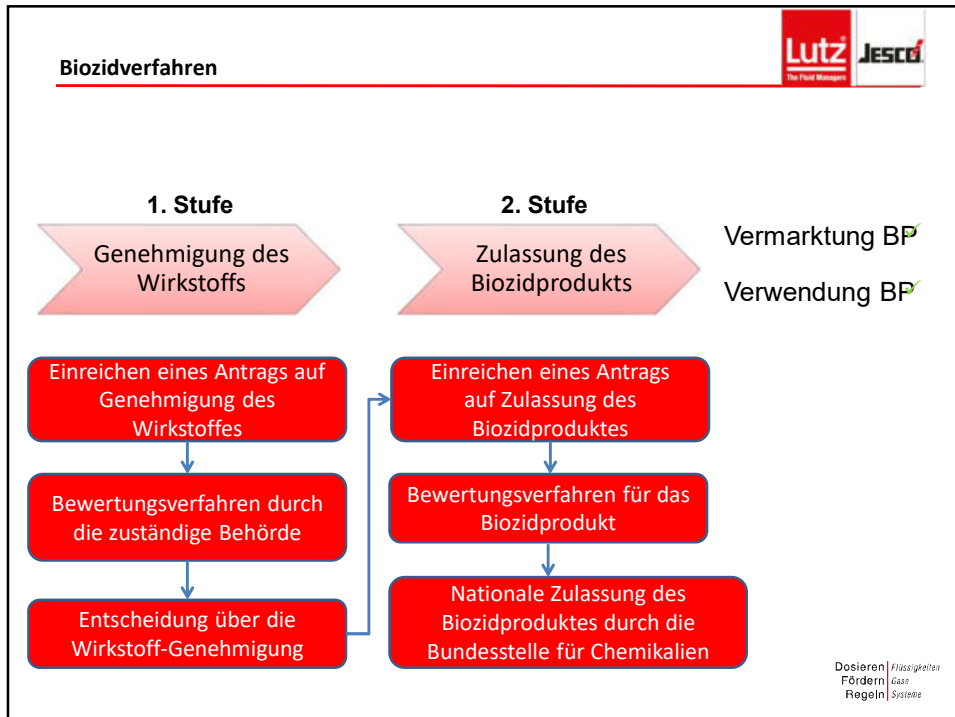 Biozidverfahren
Lutz
The Fluid Managers
JESCO
1. Stufe
Genehmigung des
Wirkstoffs
2. Stufe
Zulassung des
Biozidprodukts
Vermarktung BP
Verwendung BP
Einreichen eines Antrags auf
Genehmigung des
Wirkstoffes
Bewertungsverfahren durch
die zuständige Behörde
Entscheidung über die
Wirkstoff-Genehmigung
Einreichen eines Antrags
auf Zulassung des
Biozidproduktes
Bewertungsverfahren für das
Biozidprodukt
Nationale Zulassung des
Biozidproduktes durch die
Bundesstelle für Chemikalien
Dosieren | Flüssigkeiten
Fördern | Gase
Regeln | Systeme